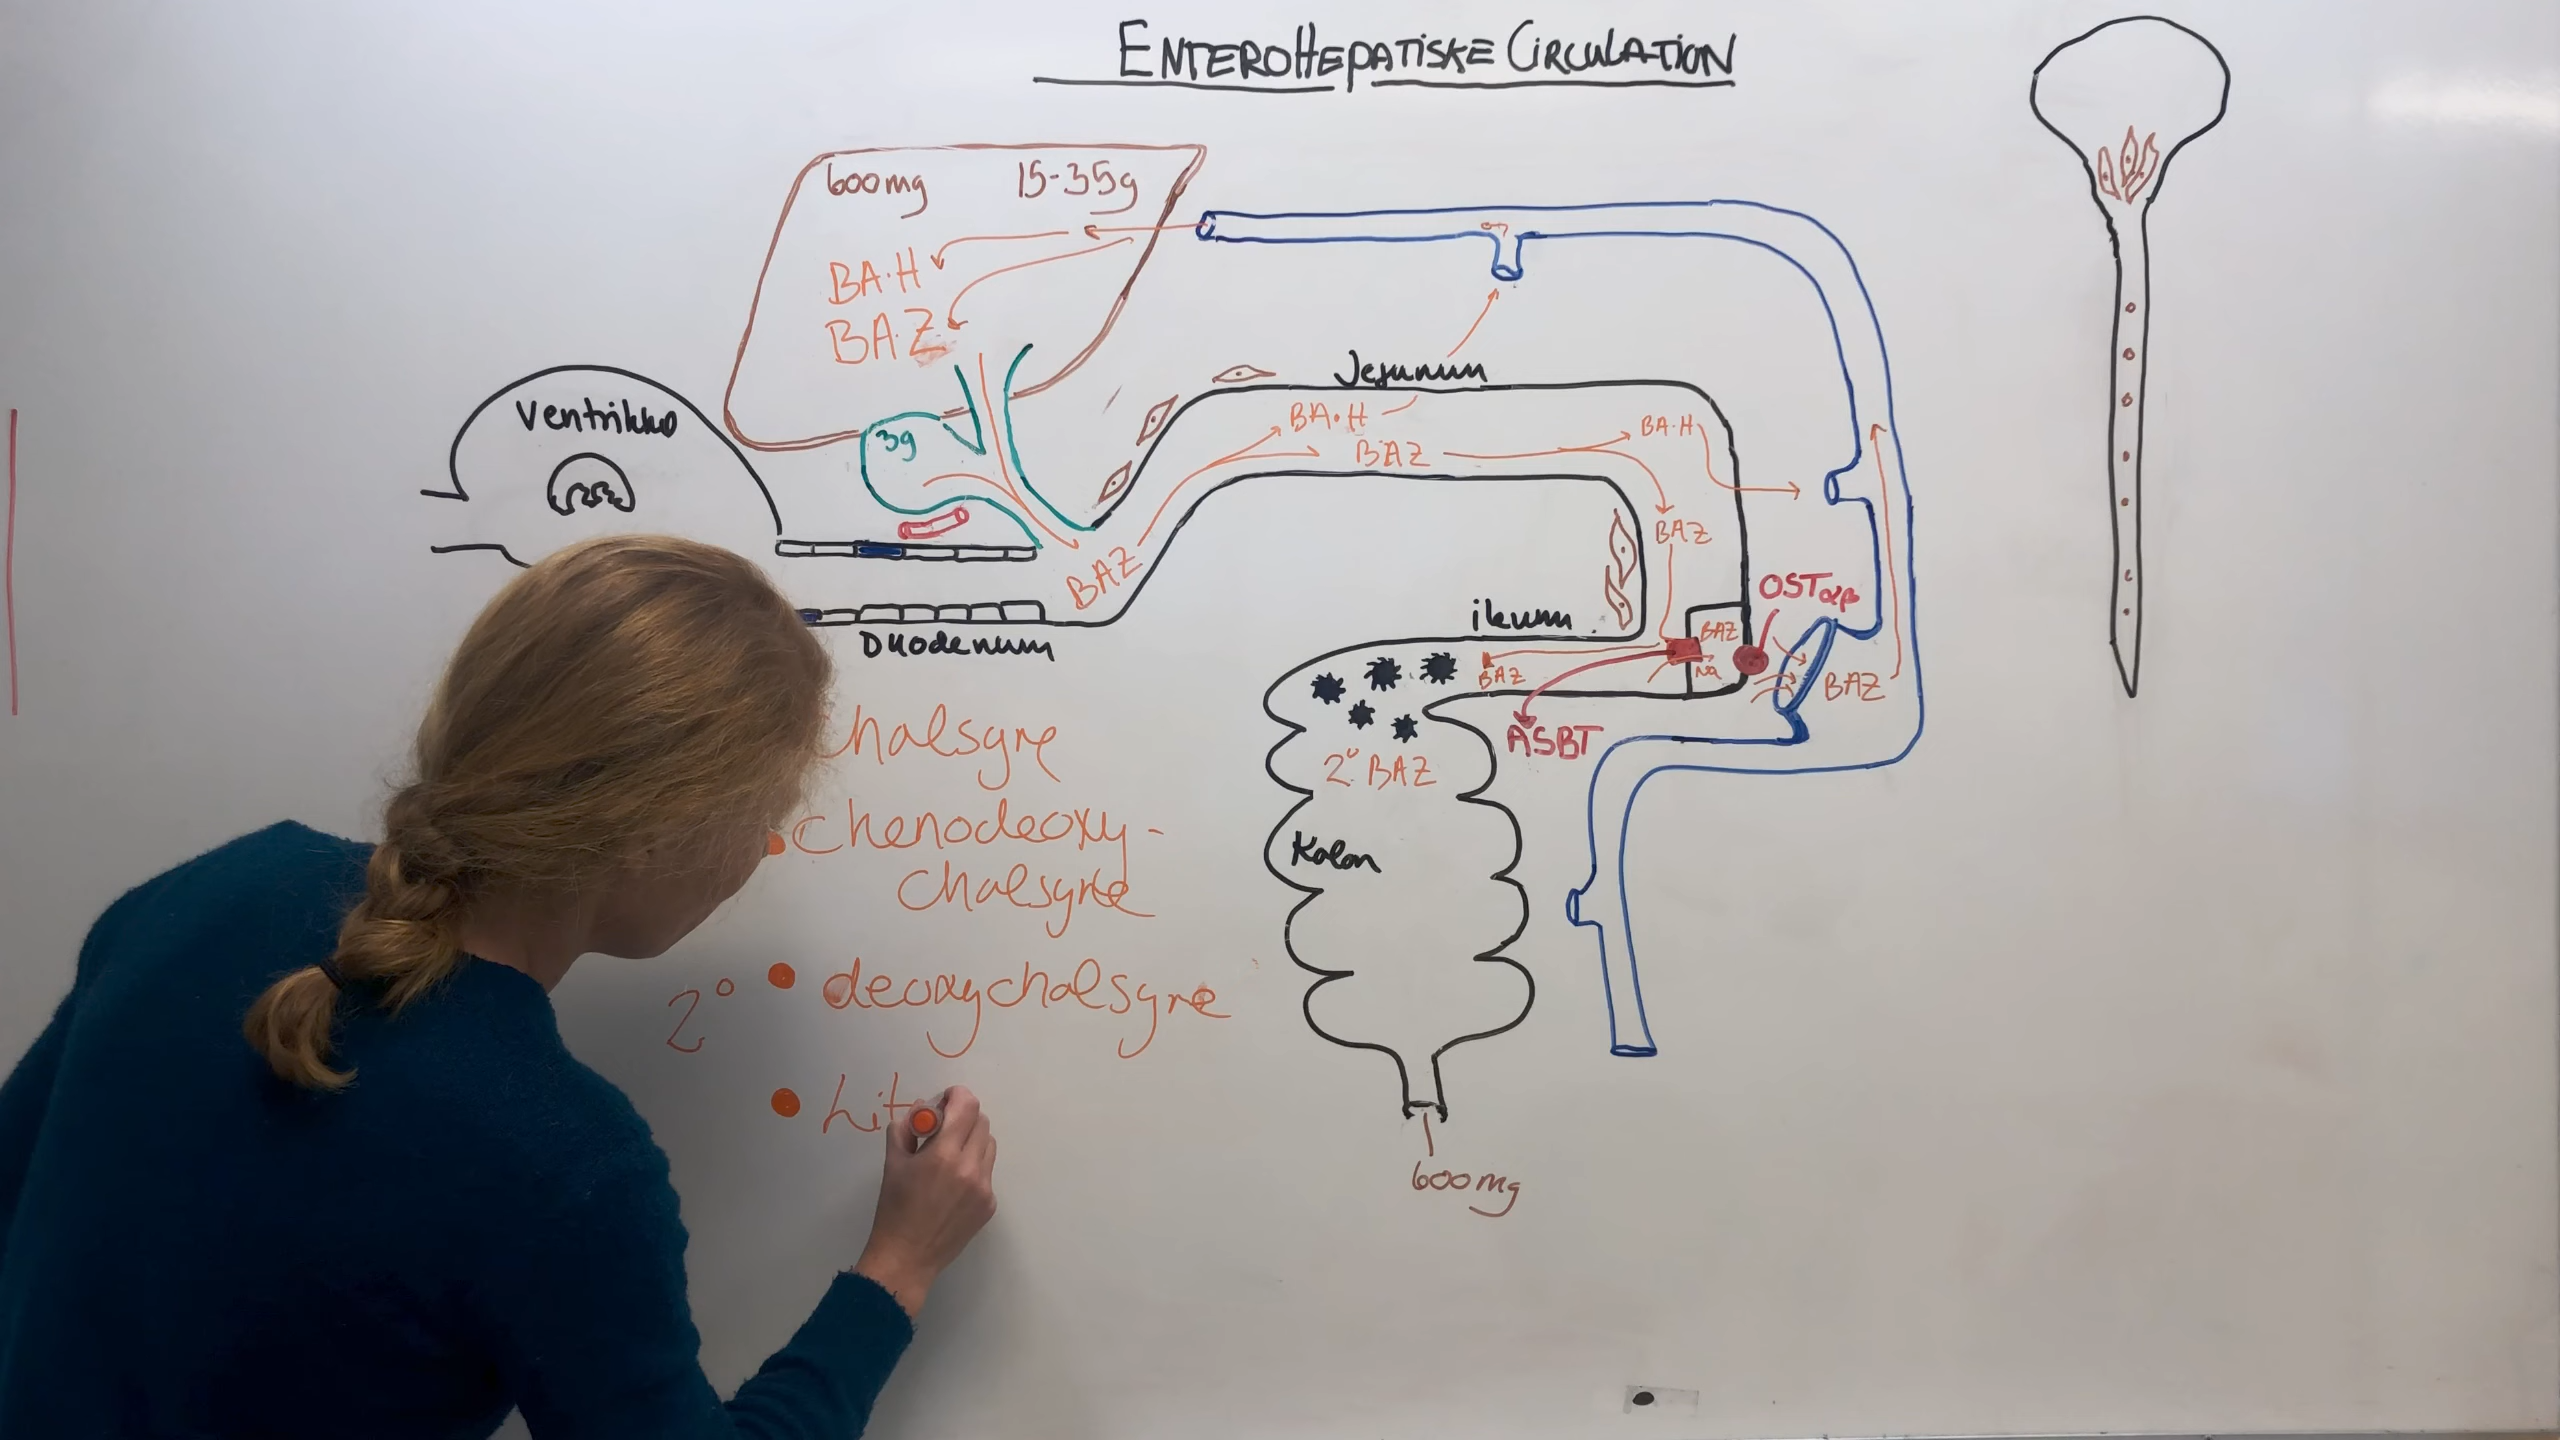 ENTEROHEPATISKE CIRCULATION
600mg 15-35g
BA·H
BAZ
Ventrikkel
3g
Jejunum
BA·H
BAZ
BA·H
BAZ
BAZ
OSTαβ
ileum
BAZ
Na
BAZ
BAZ
Duodenum
ASBT
2° BAZ
Kolon
600mg
cholsyre
chenodeoxy-
cholsyre
2° • deoxycholsyre
• Lit